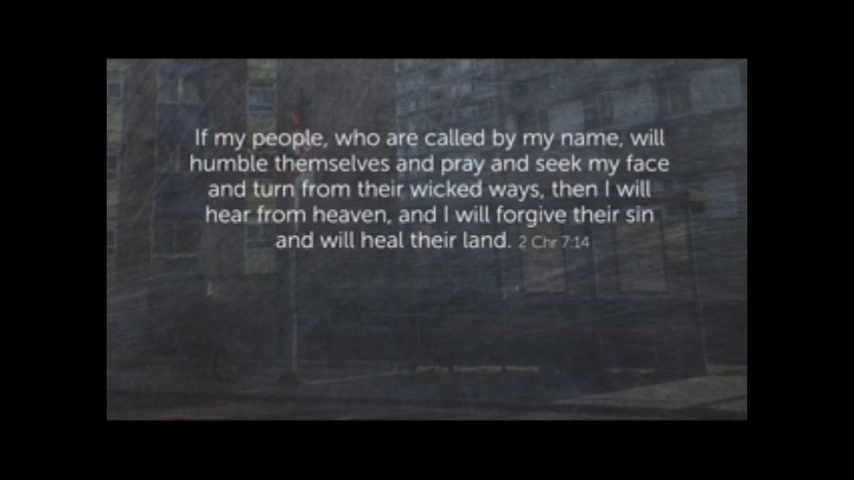 If my people, who are called by my name, will
humble themselves and pray and seek my face
and turn from their wicked ways, then I will
hear from heaven, and I will forgive their sin
and will heal their land. 2 Chr 7:14